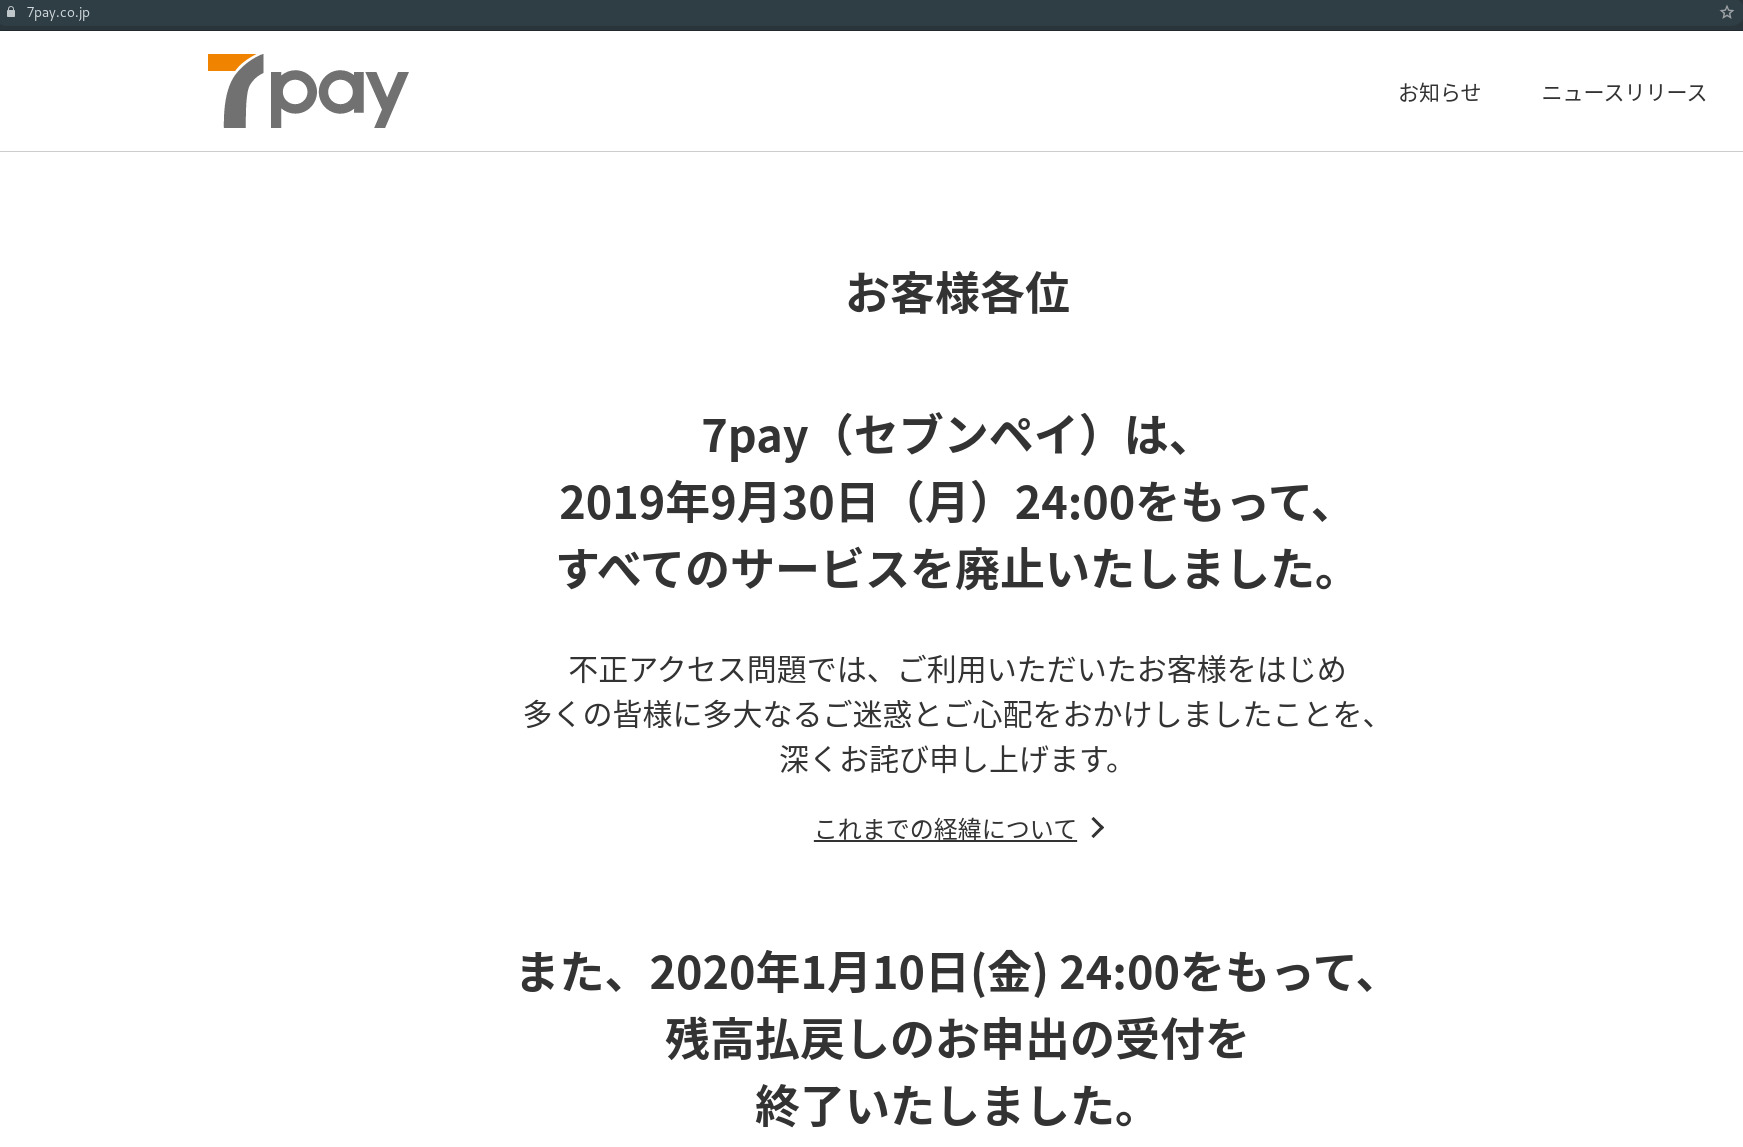 7pay.co.jp
7pay
お知らせ
ニュースリリース
お客様各位
7pay（セブンペイ）は、
2019年9月30日（月）24:00をもって、
すべてのサービスを廃止いたしました。
不正アクセス問題では、ご利用いただいたお客様をはじめ
多くの皆様に多大なるご迷惑とご心配をおかけしましたことを、
深くお詫び申し上げます。
これまでの経緯について
また、2020年1月10日(金) 24:00をもって、
残高払戻しのお申出の受付を
終了いたしました。